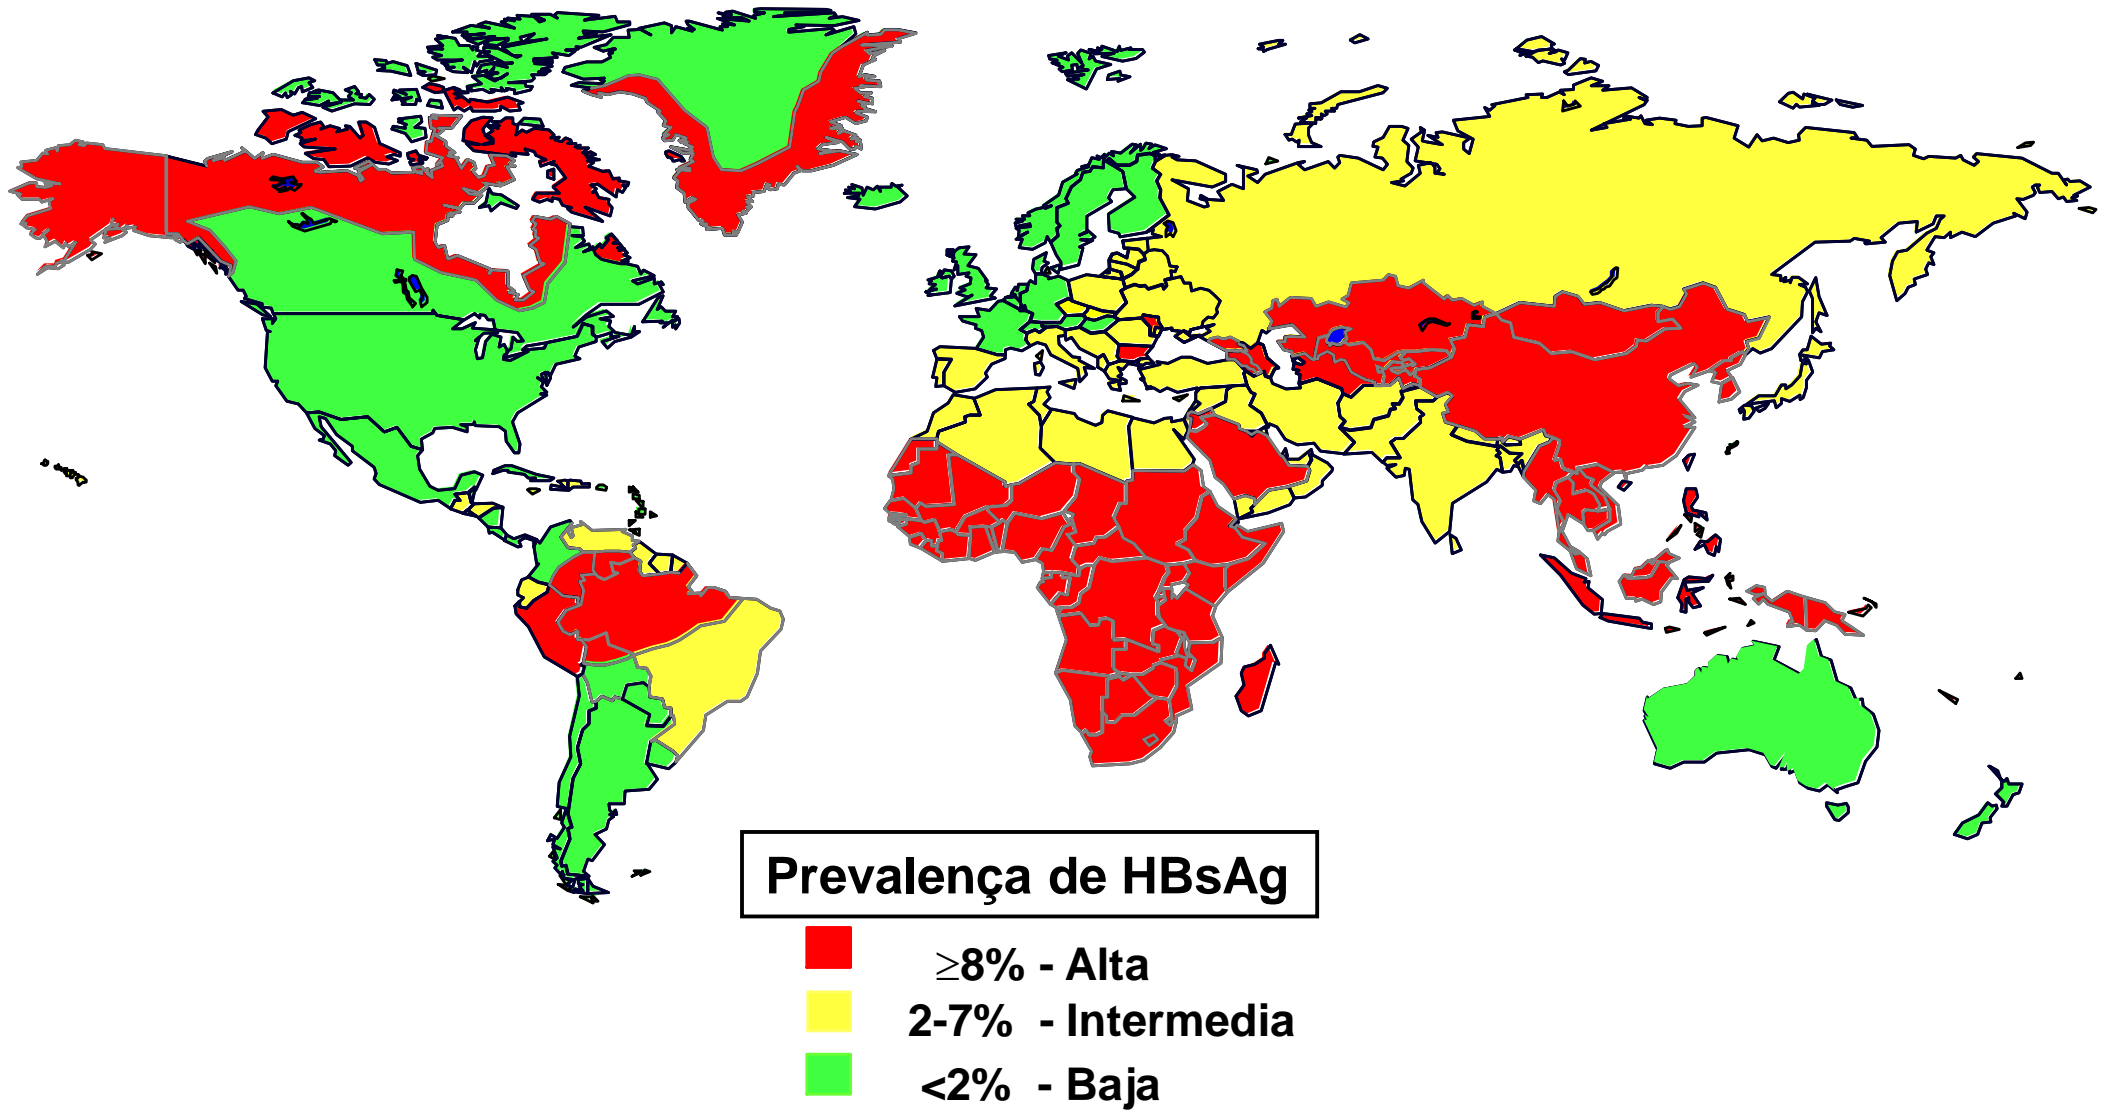 Prevalença de HBsAg
≥8% - Alta
2-7% - Intermedia
<2% - Baja